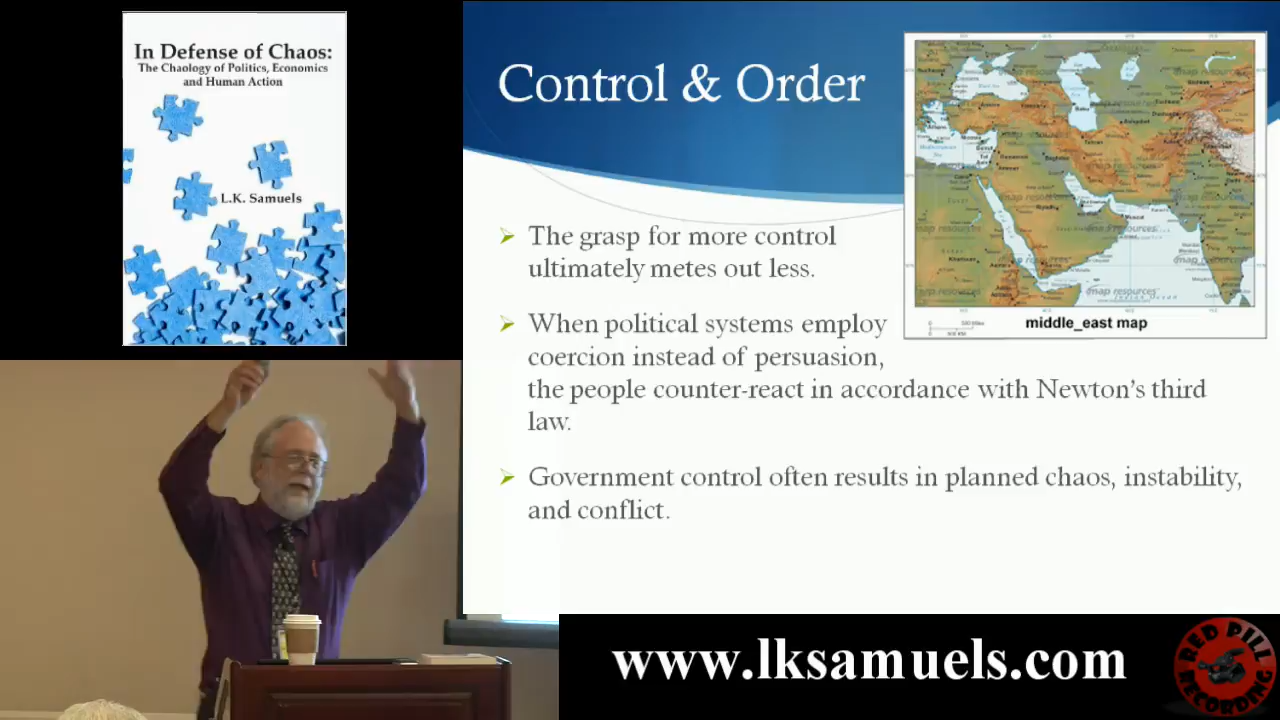 In Defense of Chaos:
The Chaology of Politics, Economics
and Human Action
L.K. Samuels
Control & Order
The grasp for more control
ultimately metes out less.
When political systems employ
coercion instead of persuasion,
the people counter-react in accordance with Newton's third
law.
Government control often results in planned chaos, instability,
and conflict.
middle_east map
www.lksamuels.com
RED PILL
RECORDING